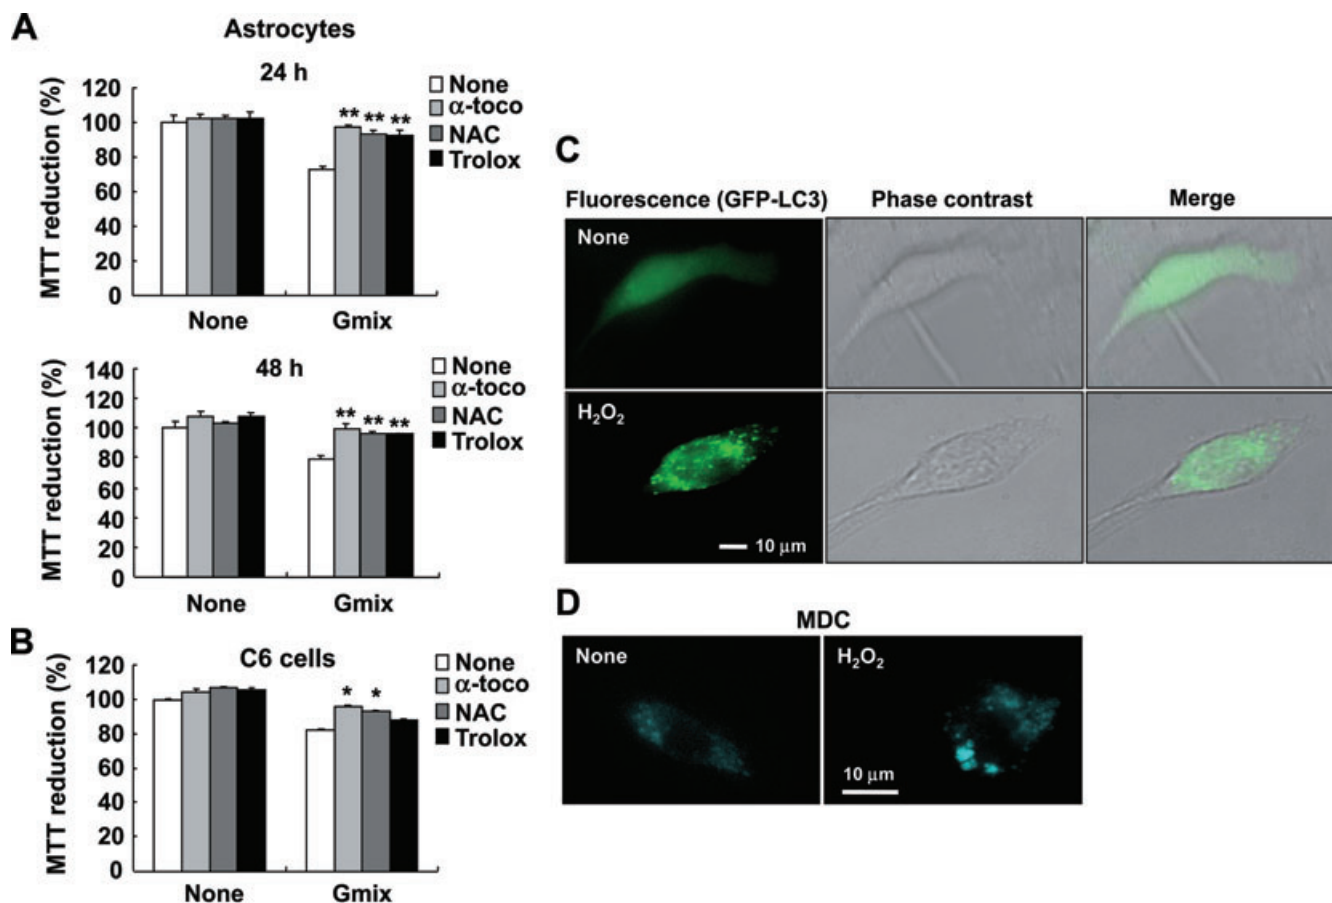 A
Astrocytes
24 h
MTT reduction (%)
120
100
80
60
40
20
0
** ** **
None
α-toco
NAC
Trolox
None Gmix
48 h
MTT reduction (%)
140
120
100
80
60
40
20
0
** ** **
None
α-toco
NAC
Trolox
None Gmix
B
C6 cells
MTT reduction (%)
120
100
80
60
40
20
0
* *
None
α-toco
NAC
Trolox
None Gmix
C
Fluorescence (GFP-LC3) Phase contrast Merge
None
H₂O₂
10 μm
D
MDC
None H₂O₂
10 μm